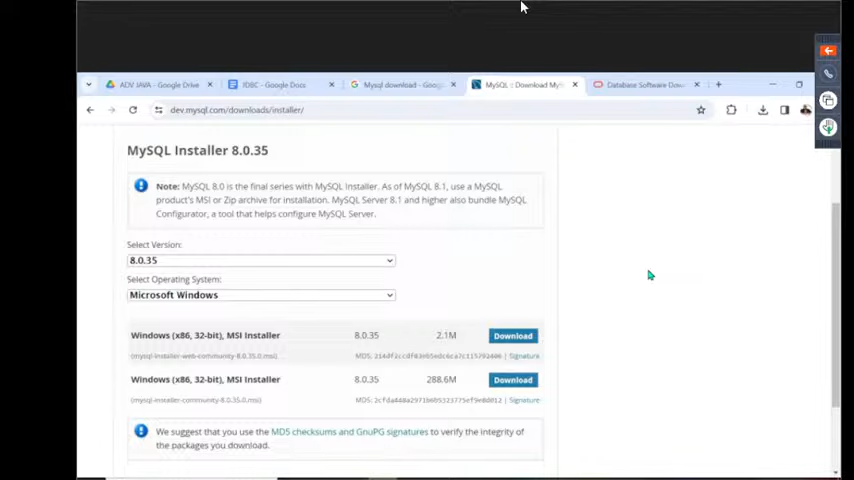 ADV JAVA - Google Drive
JDBC - Google Docs
Mysql download - Goog
MySQL :: Download My
Database Software Dow
dev.mysql.com/downloads/installer/
MySQL Installer 8.0.35
Note: MySQL 8.0 is the final series with MySQL Installer. As of MySQL 8.1, use a MySQL
product's MSI or Zip archive for installation. MySQL Server 8.1 and higher also bundle MySQL
Configurator, a tool that helps configure MySQL Server.
Select Version:
8.0.35
Select Operating System:
Microsoft Windows
Windows (x86, 32-bit), MSI Installer 8.0.35 2.1M Download
(mysql-installer-web-community-8.0.35.0.msi) MD5: | Signature
Windows (x86, 32-bit), MSI Installer 8.0.35 288.6M Download
(mysql-installer-community-8.0.35.0.msi) MD5: | Signature
We suggest that you use the MD5 checksums and GnuPG signatures to verify the integrity of
the packages you download.